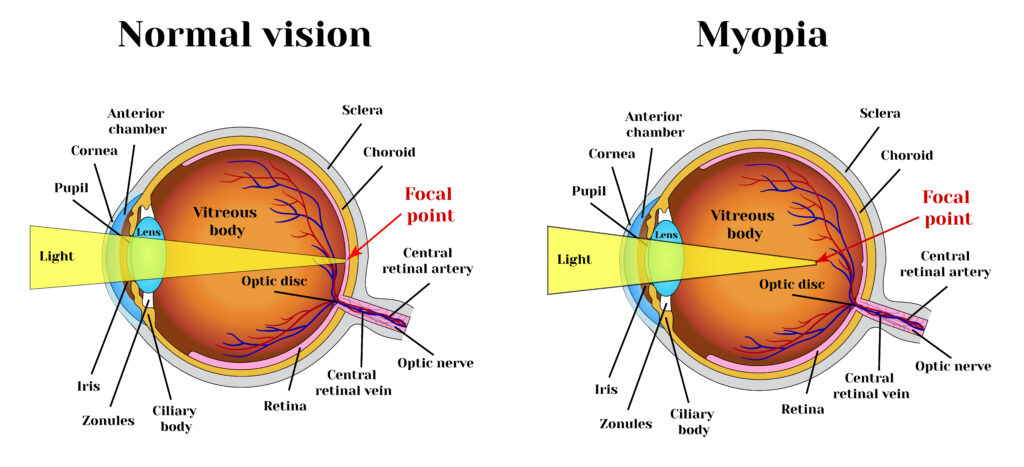 Normal vision
Anterior
chamber
Cornea
Pupil
Light
Lens
Vitreous
body
Sclera
Choroid
Focal
point
Central
retinal artery
Optic disc
Optic nerve
Central
retinal vein
Retina
Ciliary
body
Zonules
Iris
Myopia
Anterior
chamber
Cornea
Pupil
Light
Lens
Vitreous
body
Sclera
Choroid
Focal
point
Central
retinal artery
Optic disc
Optic nerve
Central
retinal vein
Retina
Ciliary
body
Zonules
Iris